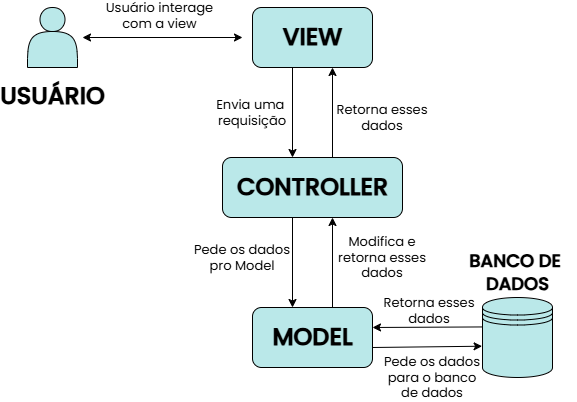 Usuário interage
com a view
VIEW
USUÁRIO
Envia uma
requisição
Retorna esses
dados
CONTROLLER
Pede os dados
pro Model
Modifica e
retorna esses
dados
BANCO DE
DADOS
Retorna esses
dados
MODEL
Pede os dados
para o banco
de dados